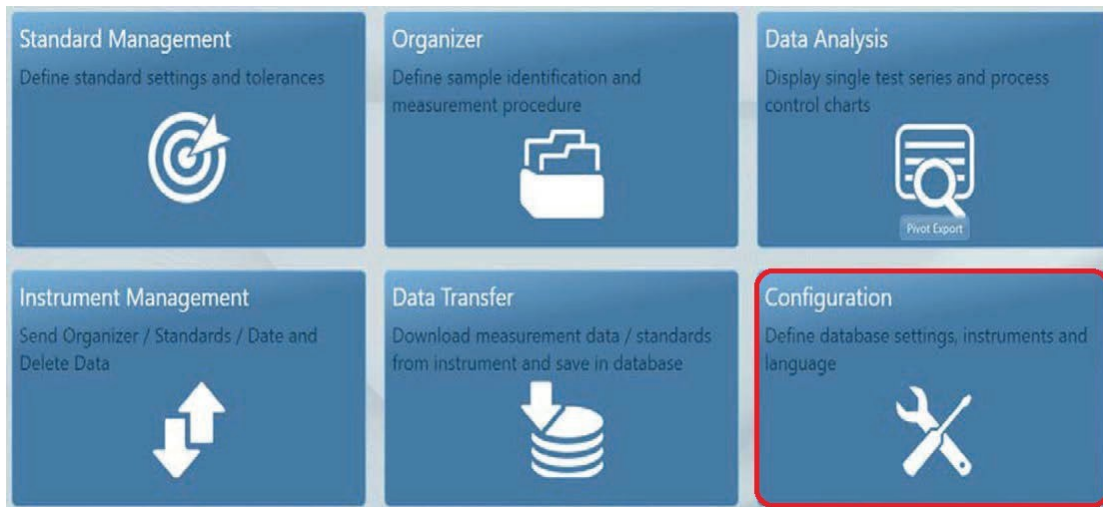 Standard Management
Define standard settings and tolerances
Organizer
Define sample identification and
measurement procedure
Data Analysis
Display single test series and process
control charts
Pivot Export
Instrument Management
Send Organizer / Standards / Date and
Delete Data
Data Transfer
Download measurement data / standards
from instrument and save in database
Configuration
Define database settings, instruments and
language